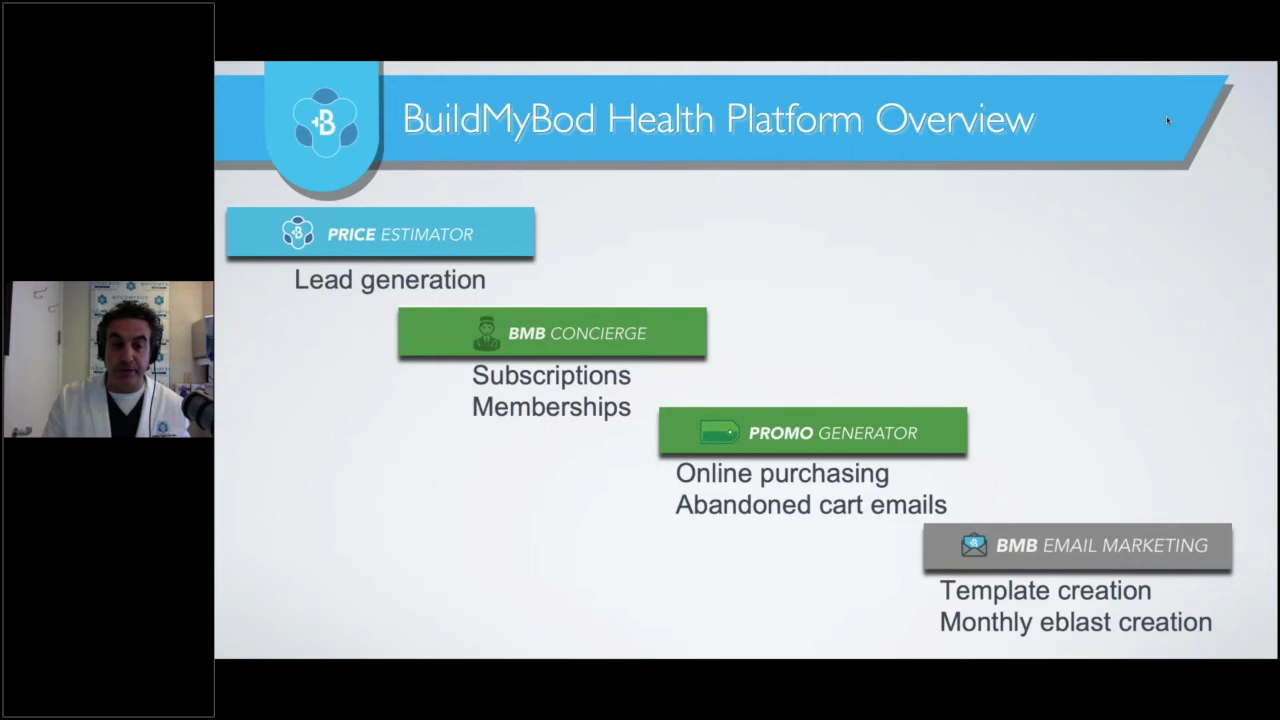 BuildMyBod Health Platform Overview
PRICE ESTIMATOR
Lead generation
BMB CONCIERGE
Subscriptions
Memberships
PROMO GENERATOR
Online purchasing
Abandoned cart emails
BMB EMAIL MARKETING
Template creation
Monthly eblast creation